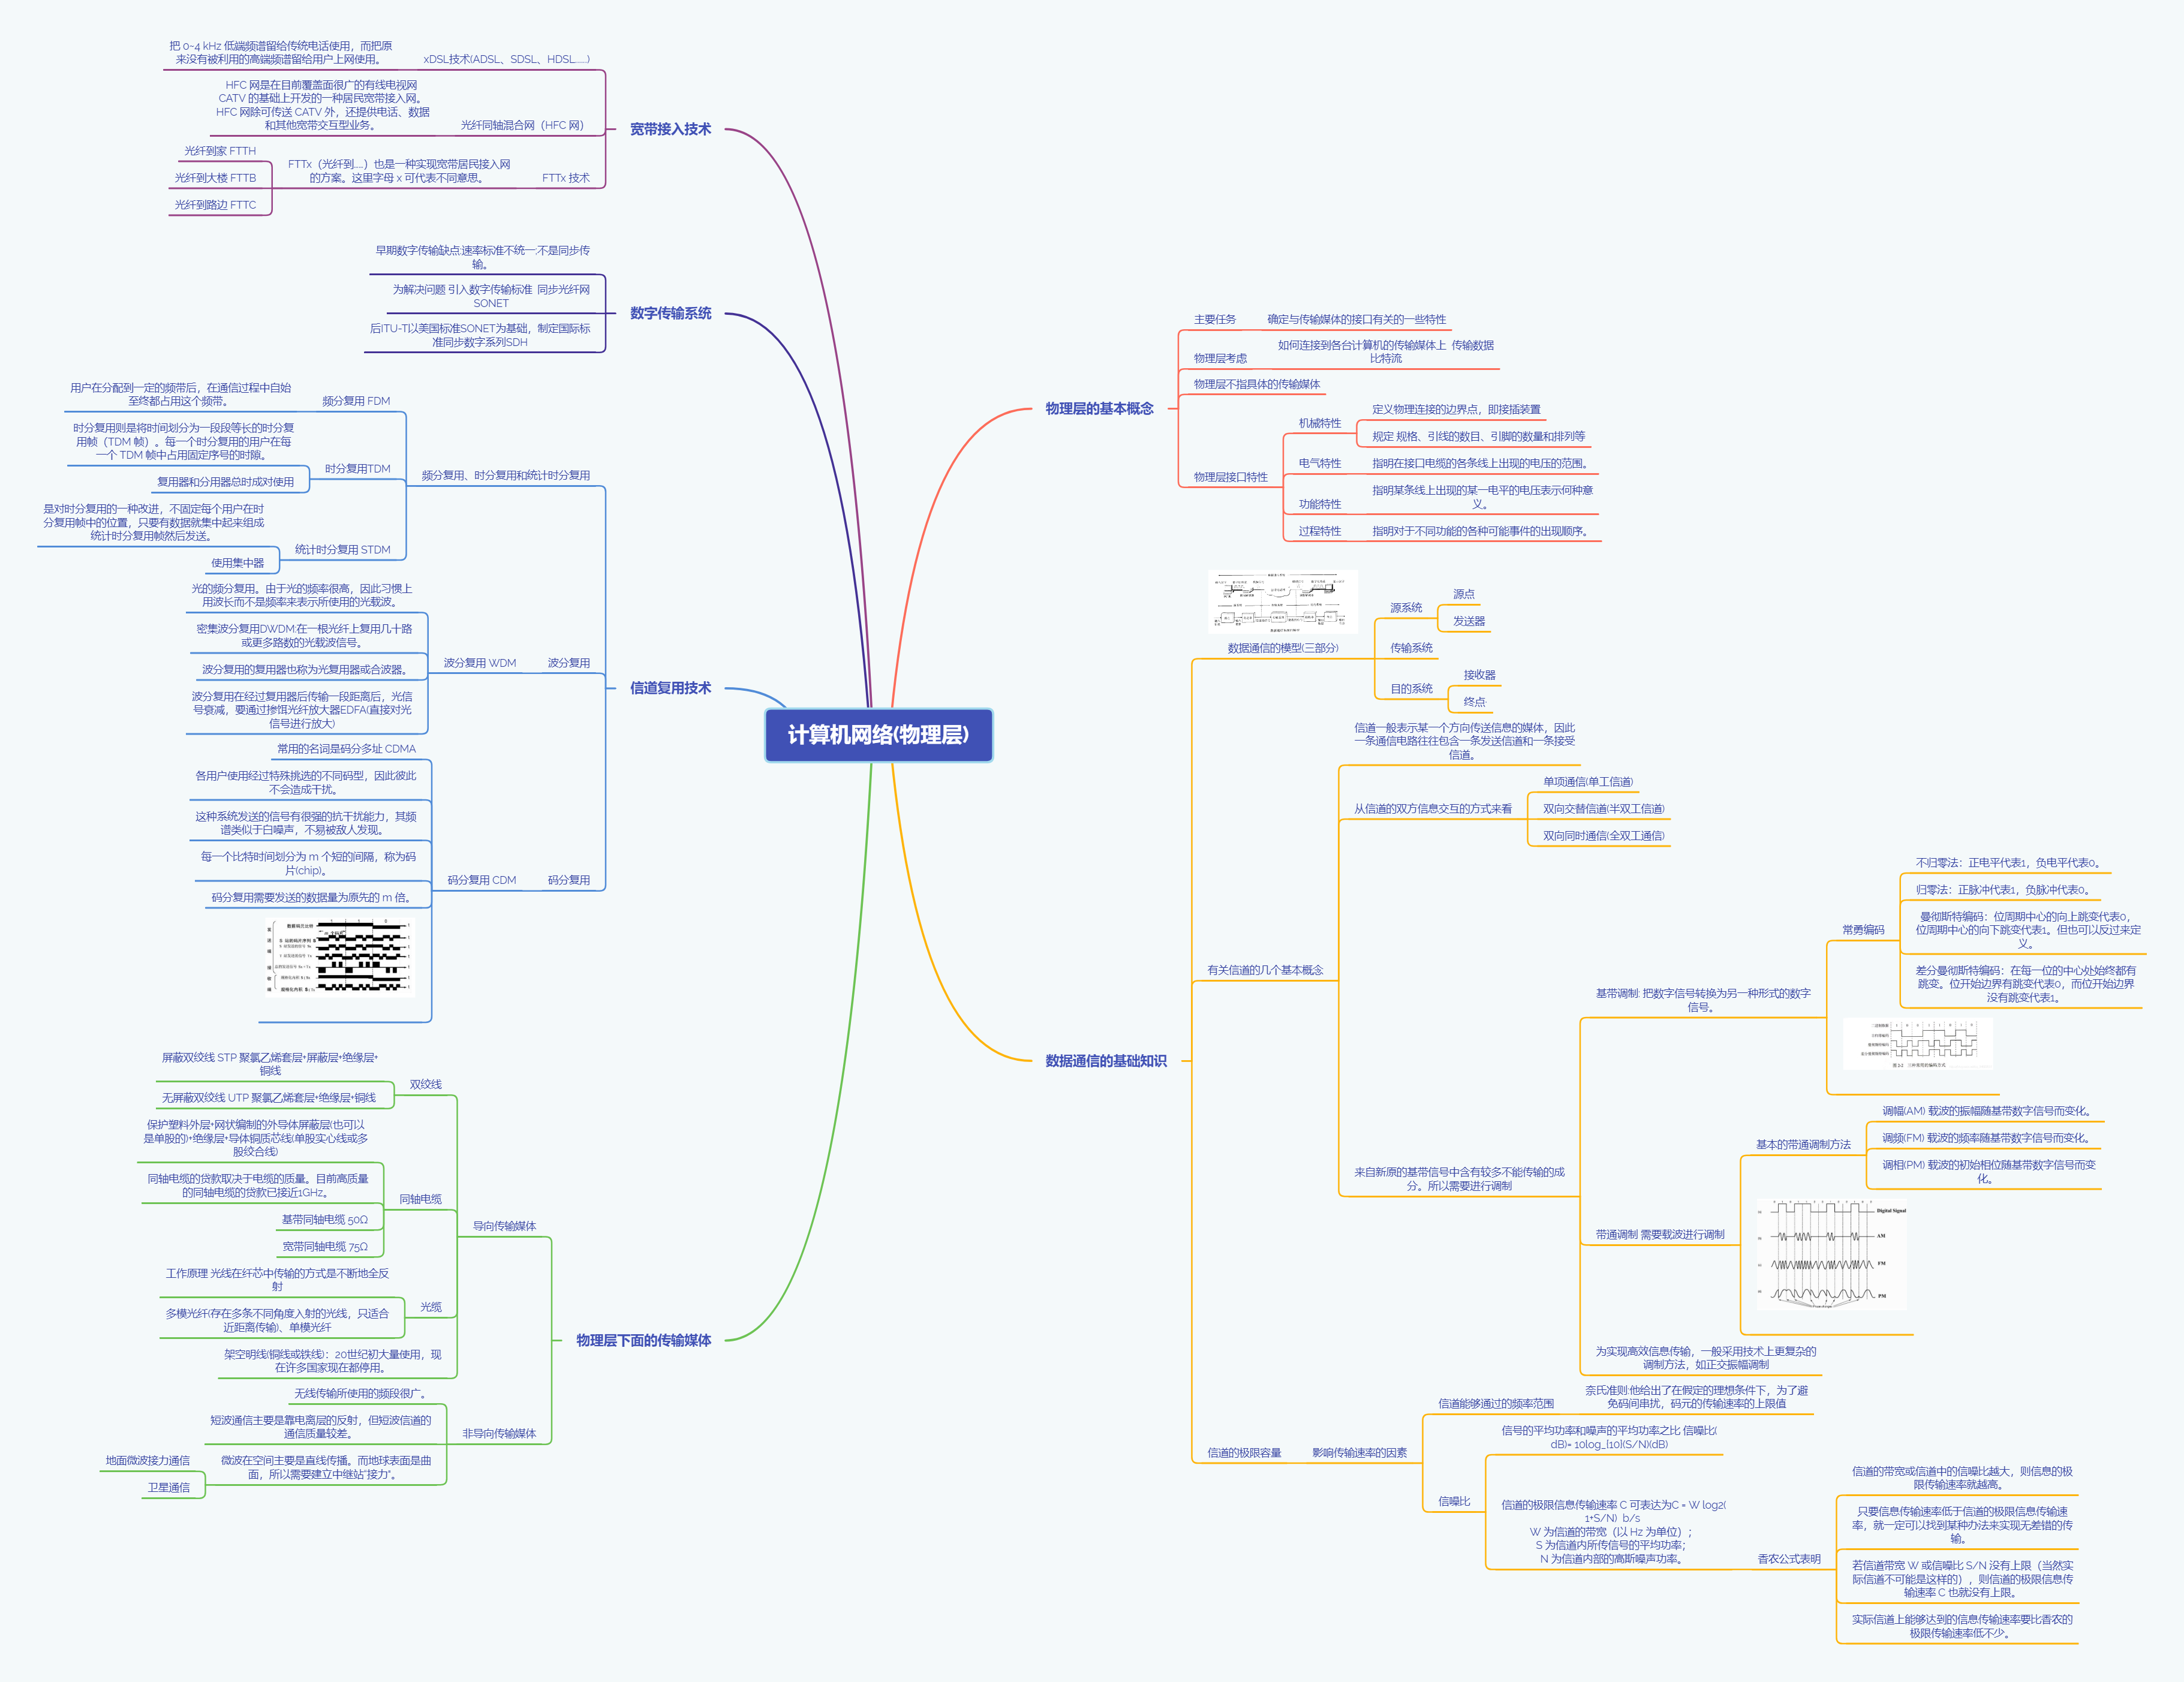 计算机网络(物理层)
物理层的基本概念
主要任务
确定与传输媒体的接口有关的一些特性
物理层考虑
如何连接到各台计算机的传输媒体上 传输数据
比特流
物理层不指具体的传输媒体
物理层接口特性
机械特性
定义物理连接的边界点，即接插装置
规定 规格、引线的数目、引脚的数量和排列等
电气特性
指明在接口电缆的各条线上出现的电压的范围。
功能特性
指明某条线上出现的某一电平的电压表示何种意
义。
过程特性
指明对于不同功能的各种可能事件的出现顺序。
数据通信的基础知识
数据通信的模型(三部分)
源系统
源点
发送器
传输系统
目的系统
接收器
终点·
有关信道的几个基本概念
信道一般表示某一个方向传送信息的媒体，因此
一条通信电路往往包含一条发送信道和一条接受
信道。
从信道的双方信息交互的方式来看
单项通信(单工信道)
双向交替信道(半双工信道)
双向同时通信(全双工通信)
来自新原的基带信号中含有较多不能传输的成
分。所以需要进行调制
基带调制: 把数字信号转换为另一种形式的数字
信号。
常勇编码
不归零法：正电平代表1，负电平代表0。
归零法：正脉冲代表1，负脉冲代表0。
曼彻斯特编码：位周期中心的向上跳变代表0，
位周期中心的向下跳变代表1。但也可以反过来定
义。
差分曼彻斯特编码：在每一位的中心处始终都有
跳变。位开始边界有跳变代表0，而位开始边界
没有跳变代表1。
带通调制 需要载波进行调制
基本的带通调制方法
调幅(AM) 载波的振幅随基带数字信号而变化。
调频(FM) 载波的频率随基带数字信号而变化。
调相(PM) 载波的初始相位随基带数字信号而变
化。
Digital Signal
AM
FM
PM
为实现高效信息传输，一般采用技术上更复杂的
调制方法，如正交振幅调制
信道的极限容量
影响传输速率的因素
信道能够通过的频率范围
奈氏准则:他给出了在假定的理想条件下，为了避
免码间串扰，码元的传输速率的上限值
信噪比
信号的平均功率和噪声的平均功率之比 信噪比(
dB)= 10log_{10}(S/N)(dB)
信道的极限信息传输速率 C 可表达为C = W log2(
1+S/N) b/s
W 为信道的带宽（以 Hz 为单位）；
S 为信道内所传信号的平均功率；
N 为信道内部的高斯噪声功率。
香农公式表明
信道的带宽或信道中的信噪比越大，则信息的极
限传输速率就越高。
只要信息传输速率低于信道的极限信息传输速
率，就一定可以找到某种办法来实现无差错的传
输。
若信道带宽 W 或信噪比 S/N 没有上限（当然实
际信道不可能是这样的），则信道的极限信息传
输速率 C 也就没有上限。
实际信道上能够达到的信息传输速率要比香农的
极限传输速率低不少。
宽带接入技术
xDSL技术(ADSL、SDSL、HDSL......)
把 0~4 kHz 低端频谱留给传统电话使用，而把原
来没有被利用的高端频谱留给用户上网使用。
光纤同轴混合网（HFC 网）
HFC 网是在目前覆盖面很广的有线电视网
CATV 的基础上开发的一种居民宽带接入网。
HFC 网除可传送 CATV 外，还提供电话、数据
和其他宽带交互型业务。
FTTx 技术
FTTx（光纤到......）也是一种实现宽带居民接入网
的方案。这里字母 x 可代表不同意思。
光纤到家 FTTH
光纤到大楼 FTTB
光纤到路边 FTTC
数字传输系统
早期数字传输缺点:速率标准不统一;不是同步传
输。
为解决问题 引入数字传输标准 同步光纤网
SONET
后ITU-T以美国标准SONET为基础，制定国际标
准同步数字系列SDH
信道复用技术
频分复用、时分复用和统计时分复用
频分复用 FDM
用户在分配到一定的频带后，在通信过程中自始
至终都占用这个频带。
时分复用TDM
时分复用则是将时间划分为一段段等长的时分复
用帧（TDM 帧）。每一个时分复用的用户在每
一个 TDM 帧中占用固定序号的时隙。
复用器和分用器总时成对使用
统计时分复用 STDM
是对时分复用的一种改进，不固定每个用户在时
分复用帧中的位置，只要有数据就集中起来组成
统计时分复用帧然后发送。
使用集中器
波分复用
波分复用 WDM
光的频分复用。由于光的频率很高，因此习惯上
用波长而不是频率来表示所使用的光载波。
密集波分复用DWDM:在一根光纤上复用几十路
或更多路数的光载波信号。
波分复用的复用器也称为光复用器或合波器。
波分复用在经过复用器后传输一段距离后，光信
号衰减，要通过掺饵光纤放大器EDFA(直接对光
信号进行放大)
码分复用
码分复用 CDM
常用的名词是码分多址 CDMA
各用户使用经过特殊挑选的不同码型，因此彼此
不会造成干扰。
这种系统发送的信号有很强的抗干扰能力，其频
谱类似于白噪声，不易被敌人发现。
每一个比特时间划分为 m 个短的间隔，称为码
片(chip)。
码分复用需要发送的数据量为原先的 m 倍。
物理层下面的传输媒体
导向传输媒体
双绞线
屏蔽双绞线 STP 聚氯乙烯套层+屏蔽层+绝缘层+
铜线
无屏蔽双绞线 UTP 聚氯乙烯套层+绝缘层+铜线
同轴电缆
保护塑料外层+网状编制的外导体屏蔽层(也可以
是单股的)+绝缘层+导体铜质芯线(单股实心线或多
股绞合线)
同轴电缆的贷款取决于电缆的质量。目前高质量
的同轴电缆的贷款已接近1GHz。
基带同轴电缆 50Ω
宽带同轴电缆 75Ω
光缆
工作原理 光线在纤芯中传输的方式是不断地全反
射
多模光纤(存在多条不同角度入射的光线，只适合
近距离传输)、单模光纤
架空明线(铜线或铁线)：20世纪初大量使用，现
在许多国家现在都停用。
非导向传输媒体
无线传输所使用的频段很广。
短波通信主要是靠电离层的反射，但短波信道的
通信质量较差。
微波在空间主要是直线传播。而地球表面是曲
面，所以需要建立中继站"接力"。
地面微波接力通信
卫星通信